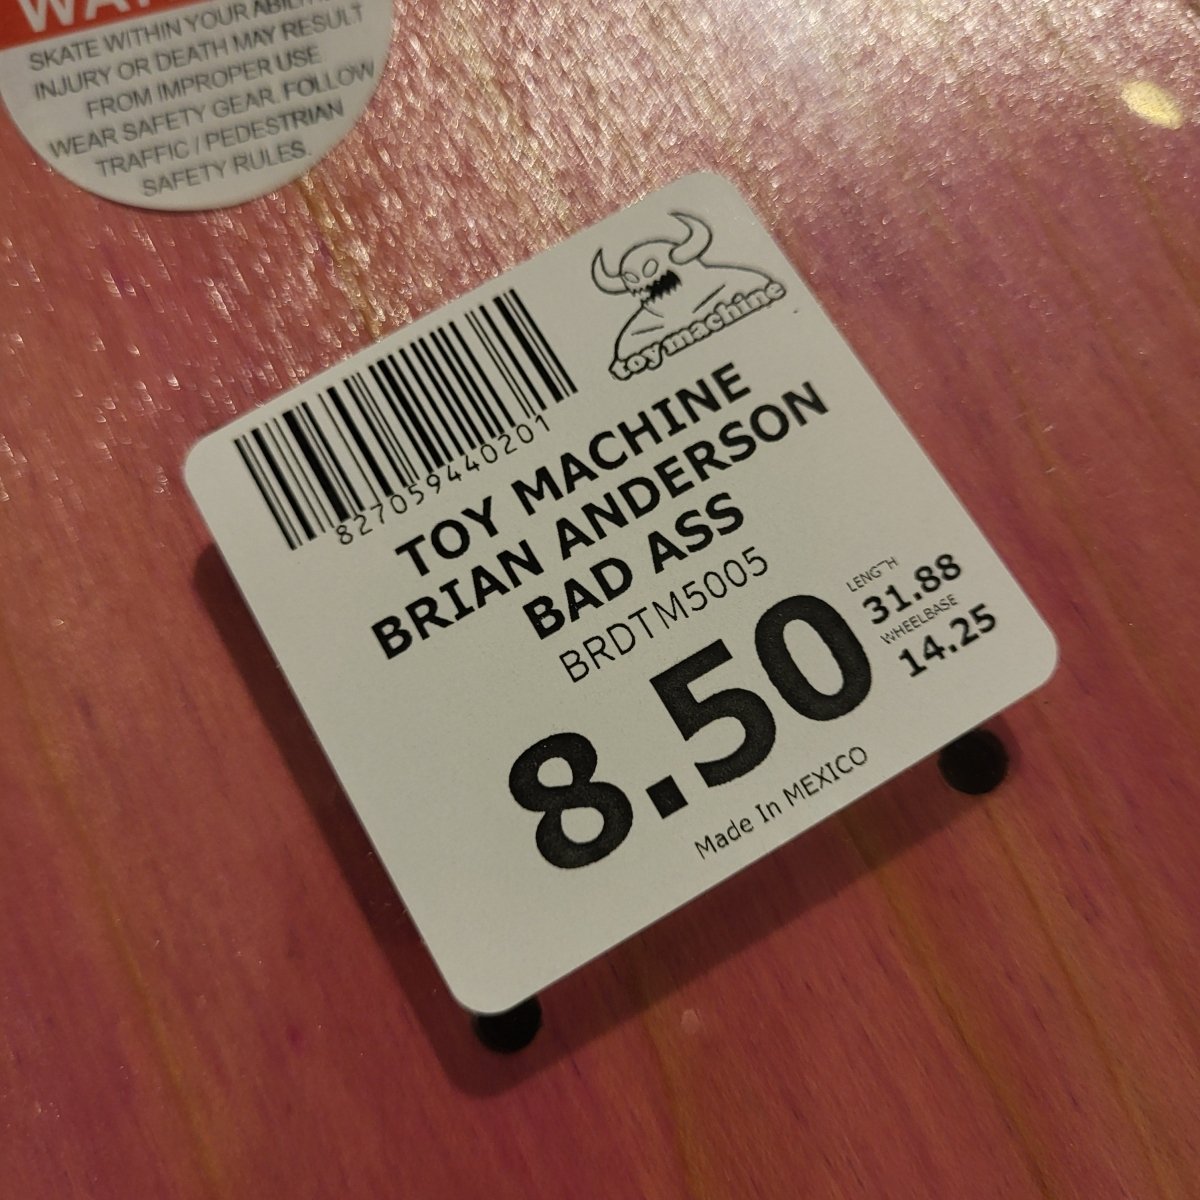 SKATE WITHIN YOUR
INJURY OR DEATH MAY RESULT
FROM IMPROPER USE
WEAR SAFETY GEAR. FOLLOW
TRAFFIC / PEDESTRIAN
SAFETY RULES.
toy machine
827059440201
TOY MACHINE
BRIAN ANDERSON
BAD ASS
BRDTM5005
8.50
LENGTH
31.88
WHEELBASE
14.25
Made In MEXICO